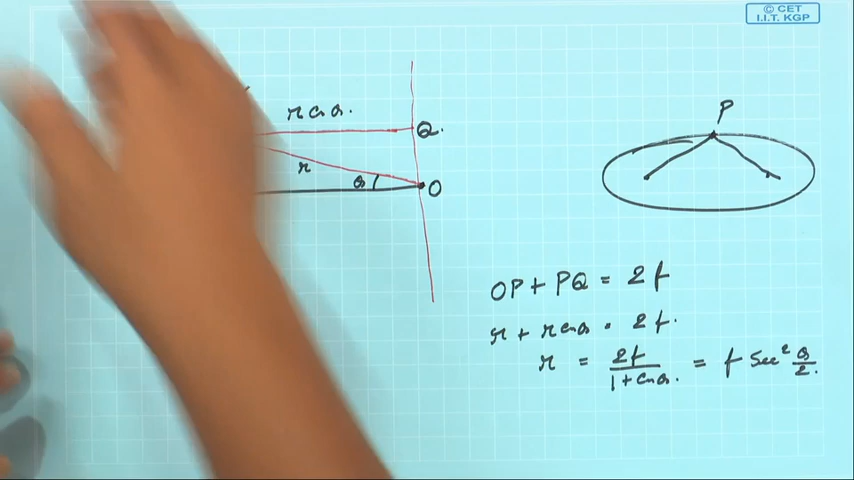 © CET
I.I.T. KGP
r cos θ.
Q.
r
θ
O
P
OP + PQ = 2f
r + r cos θ = 2f.
r = 2f / 1 + cos θ. = f Sec² θ/2.